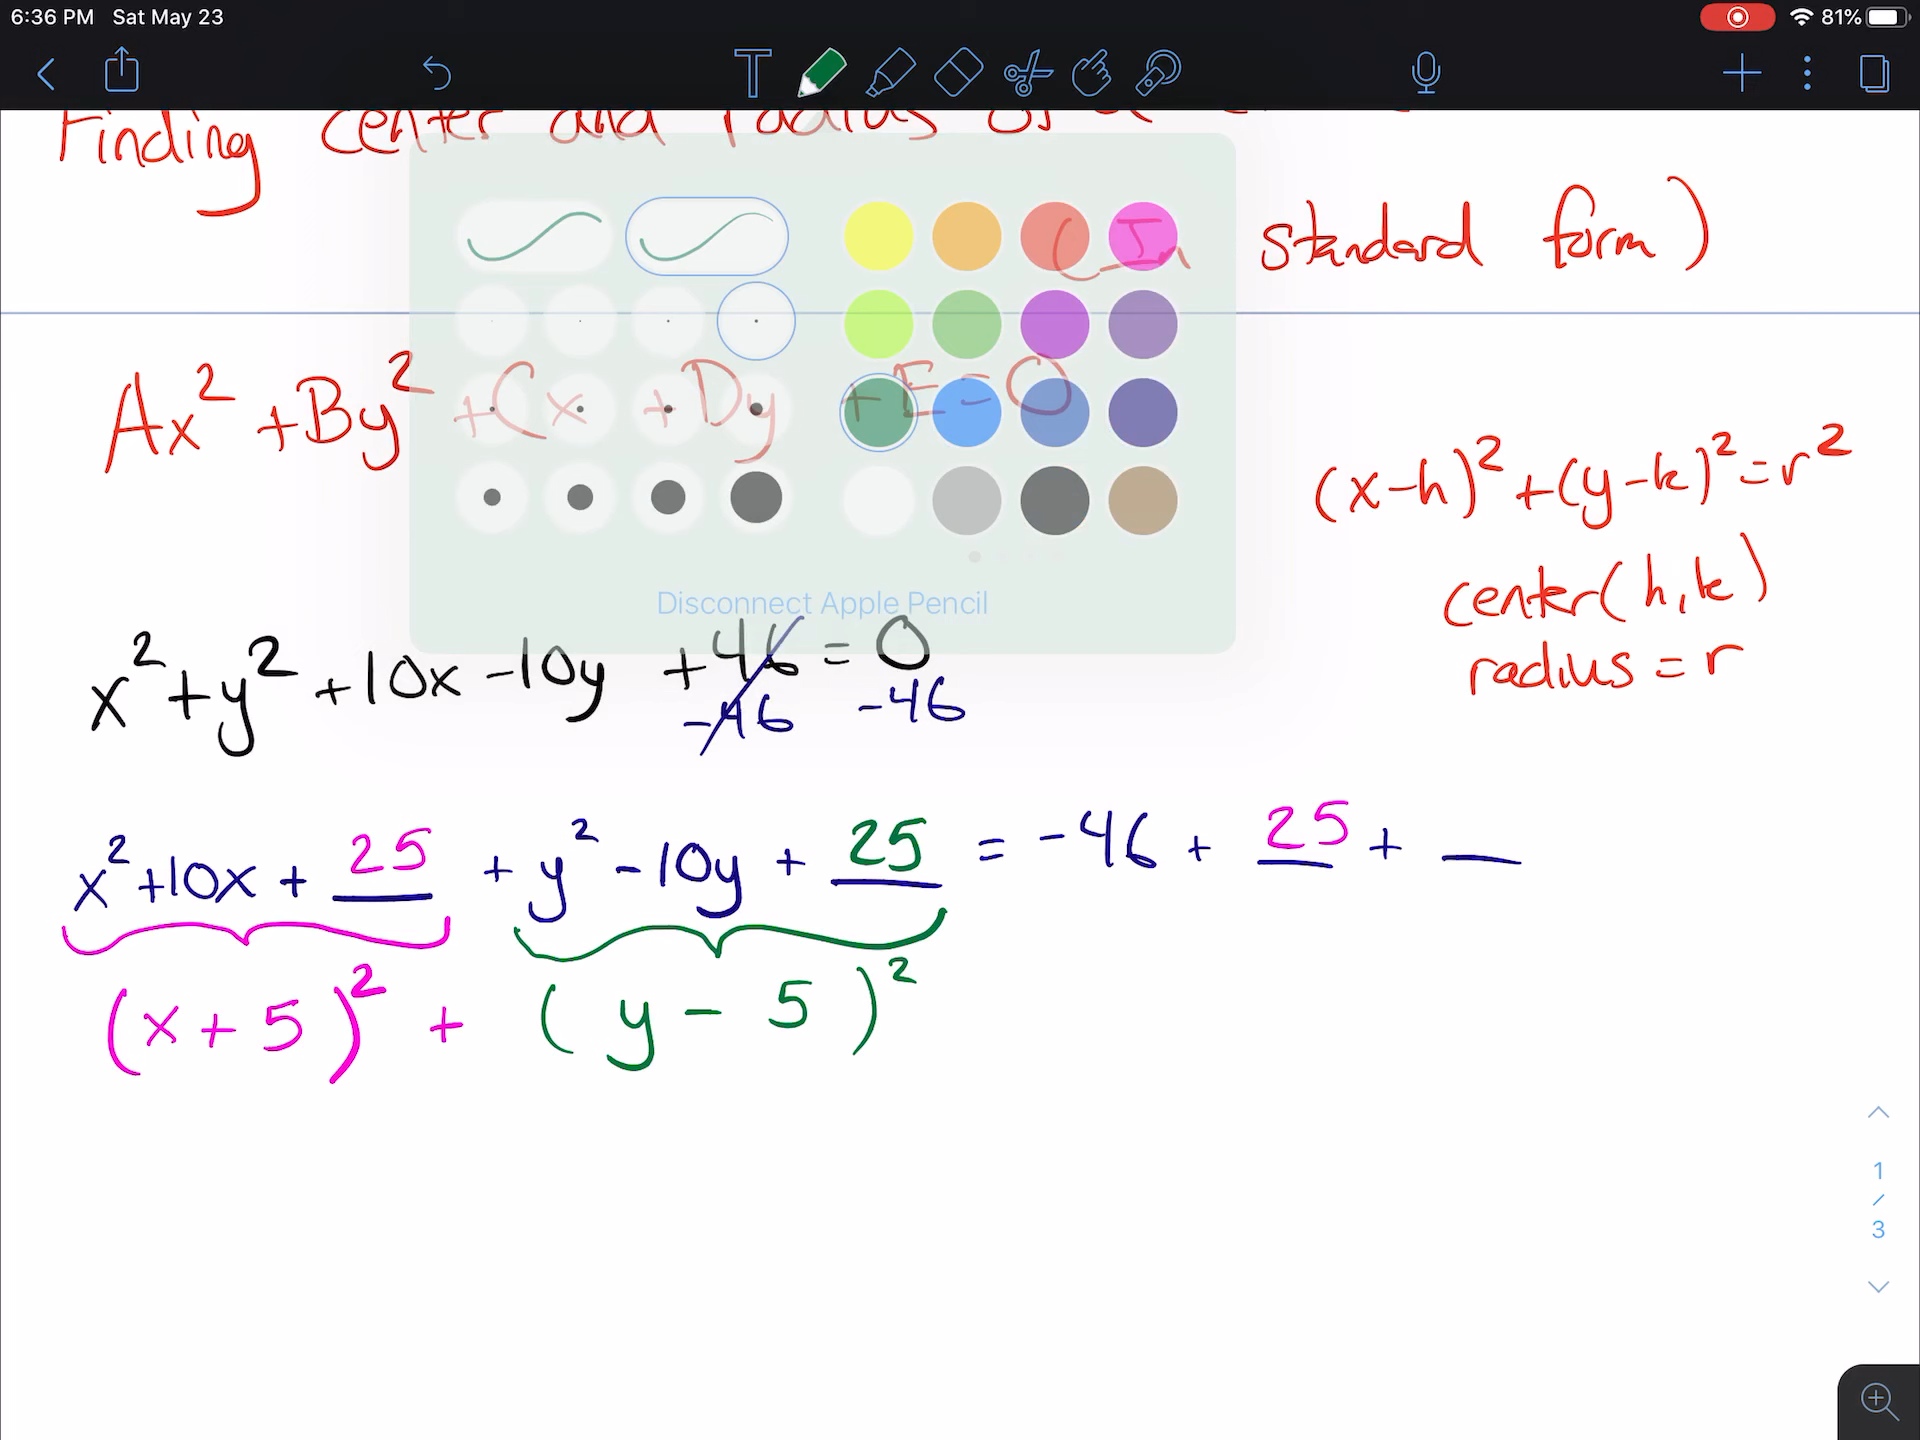 6:36 PM Sat May 23 81%
Finding center and radius of a
(In standard form)
Ax² + By² + Cx + Dy + E = 0
(x-h)² + (y-k)² = r²
center (h,k)
radius = r
Disconnect Apple Pencil
x² + y² + 10x - 10y + 46 = 0
-46 -46
x² + 10x + 25 + y² - 10y + 25 = -46 + 25 + __
(x + 5)² + (y - 5)²
1
/
3